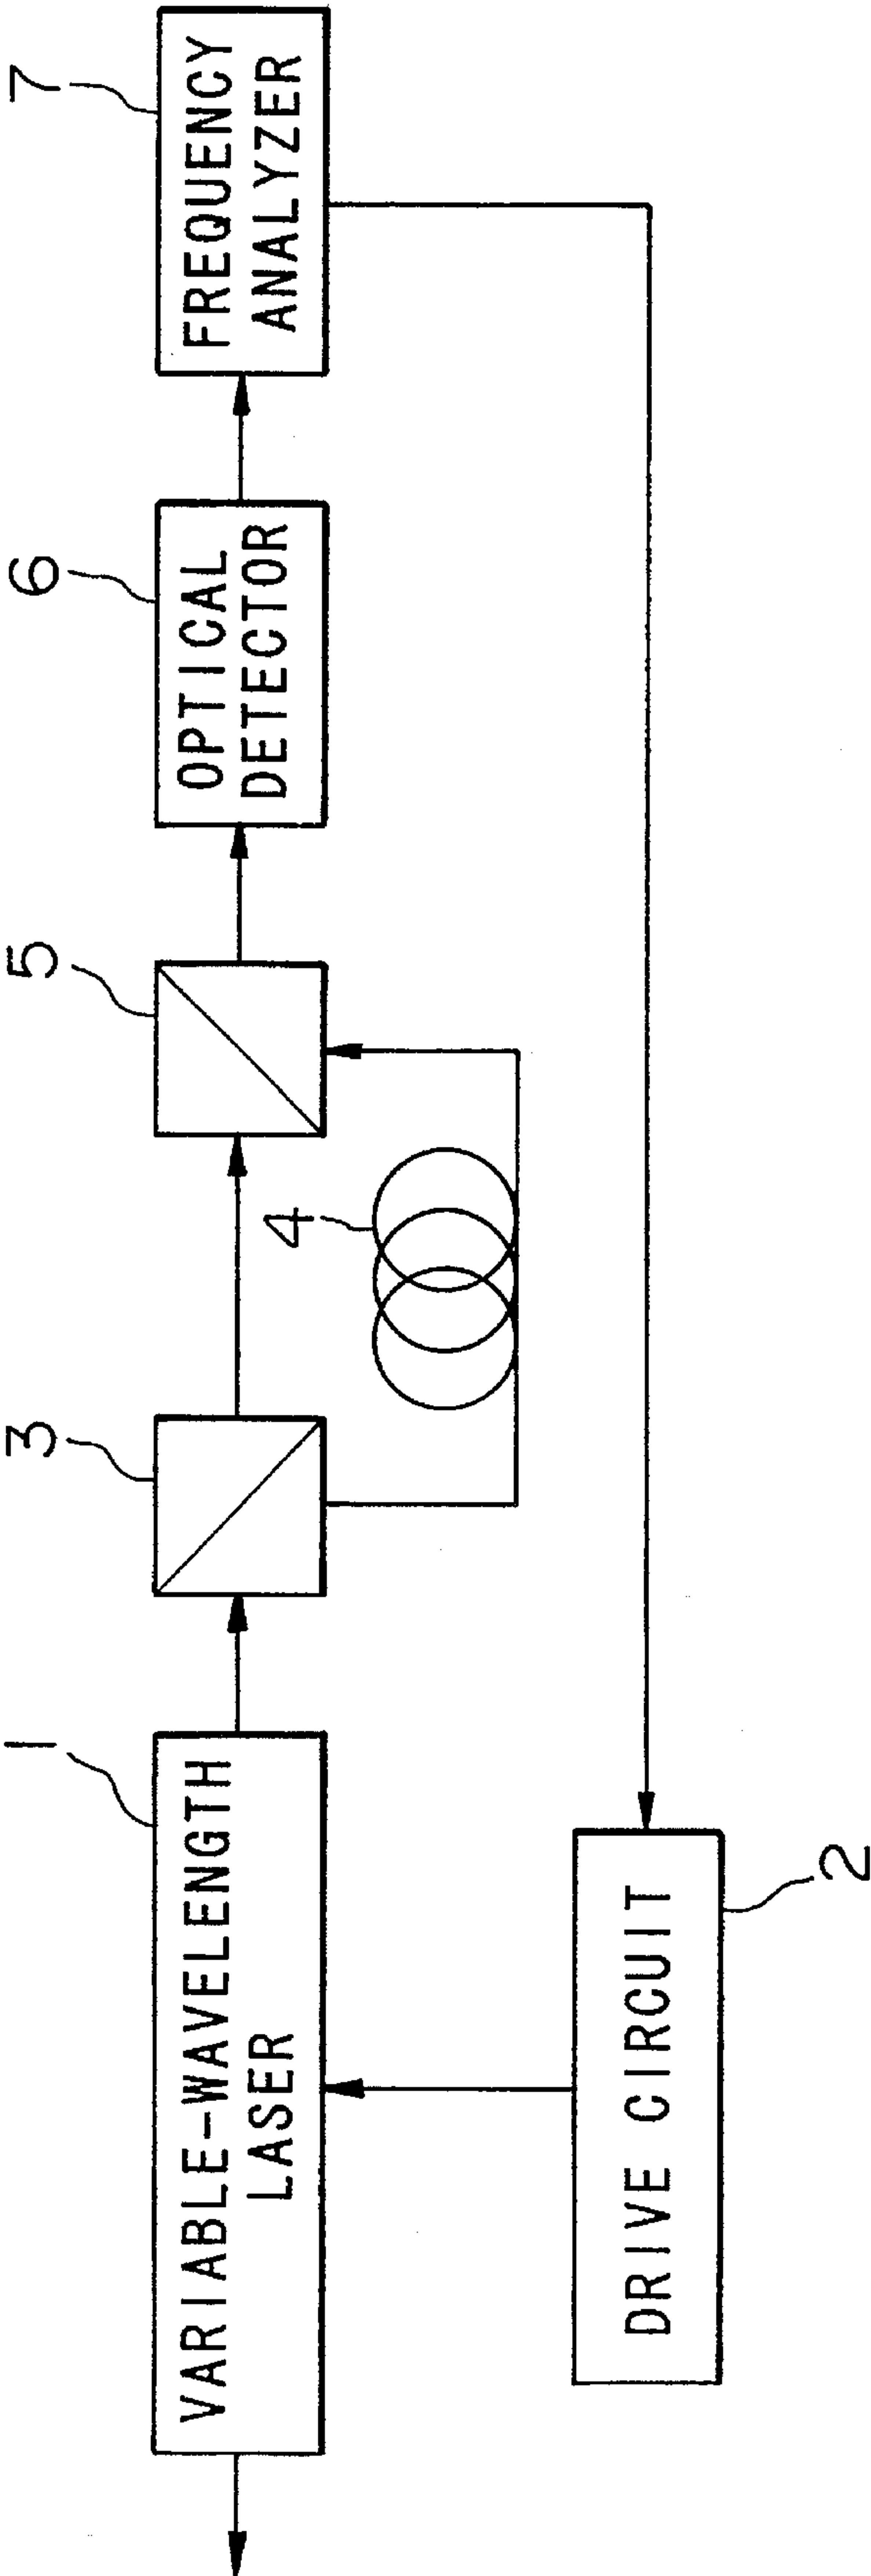 1
VARIABLE-WAVELENGTH
LASER
3
4
5
6
OPTICAL
DETECTOR
7
FREQUENCY
ANALYZER
DRIVE CIRCUIT
2